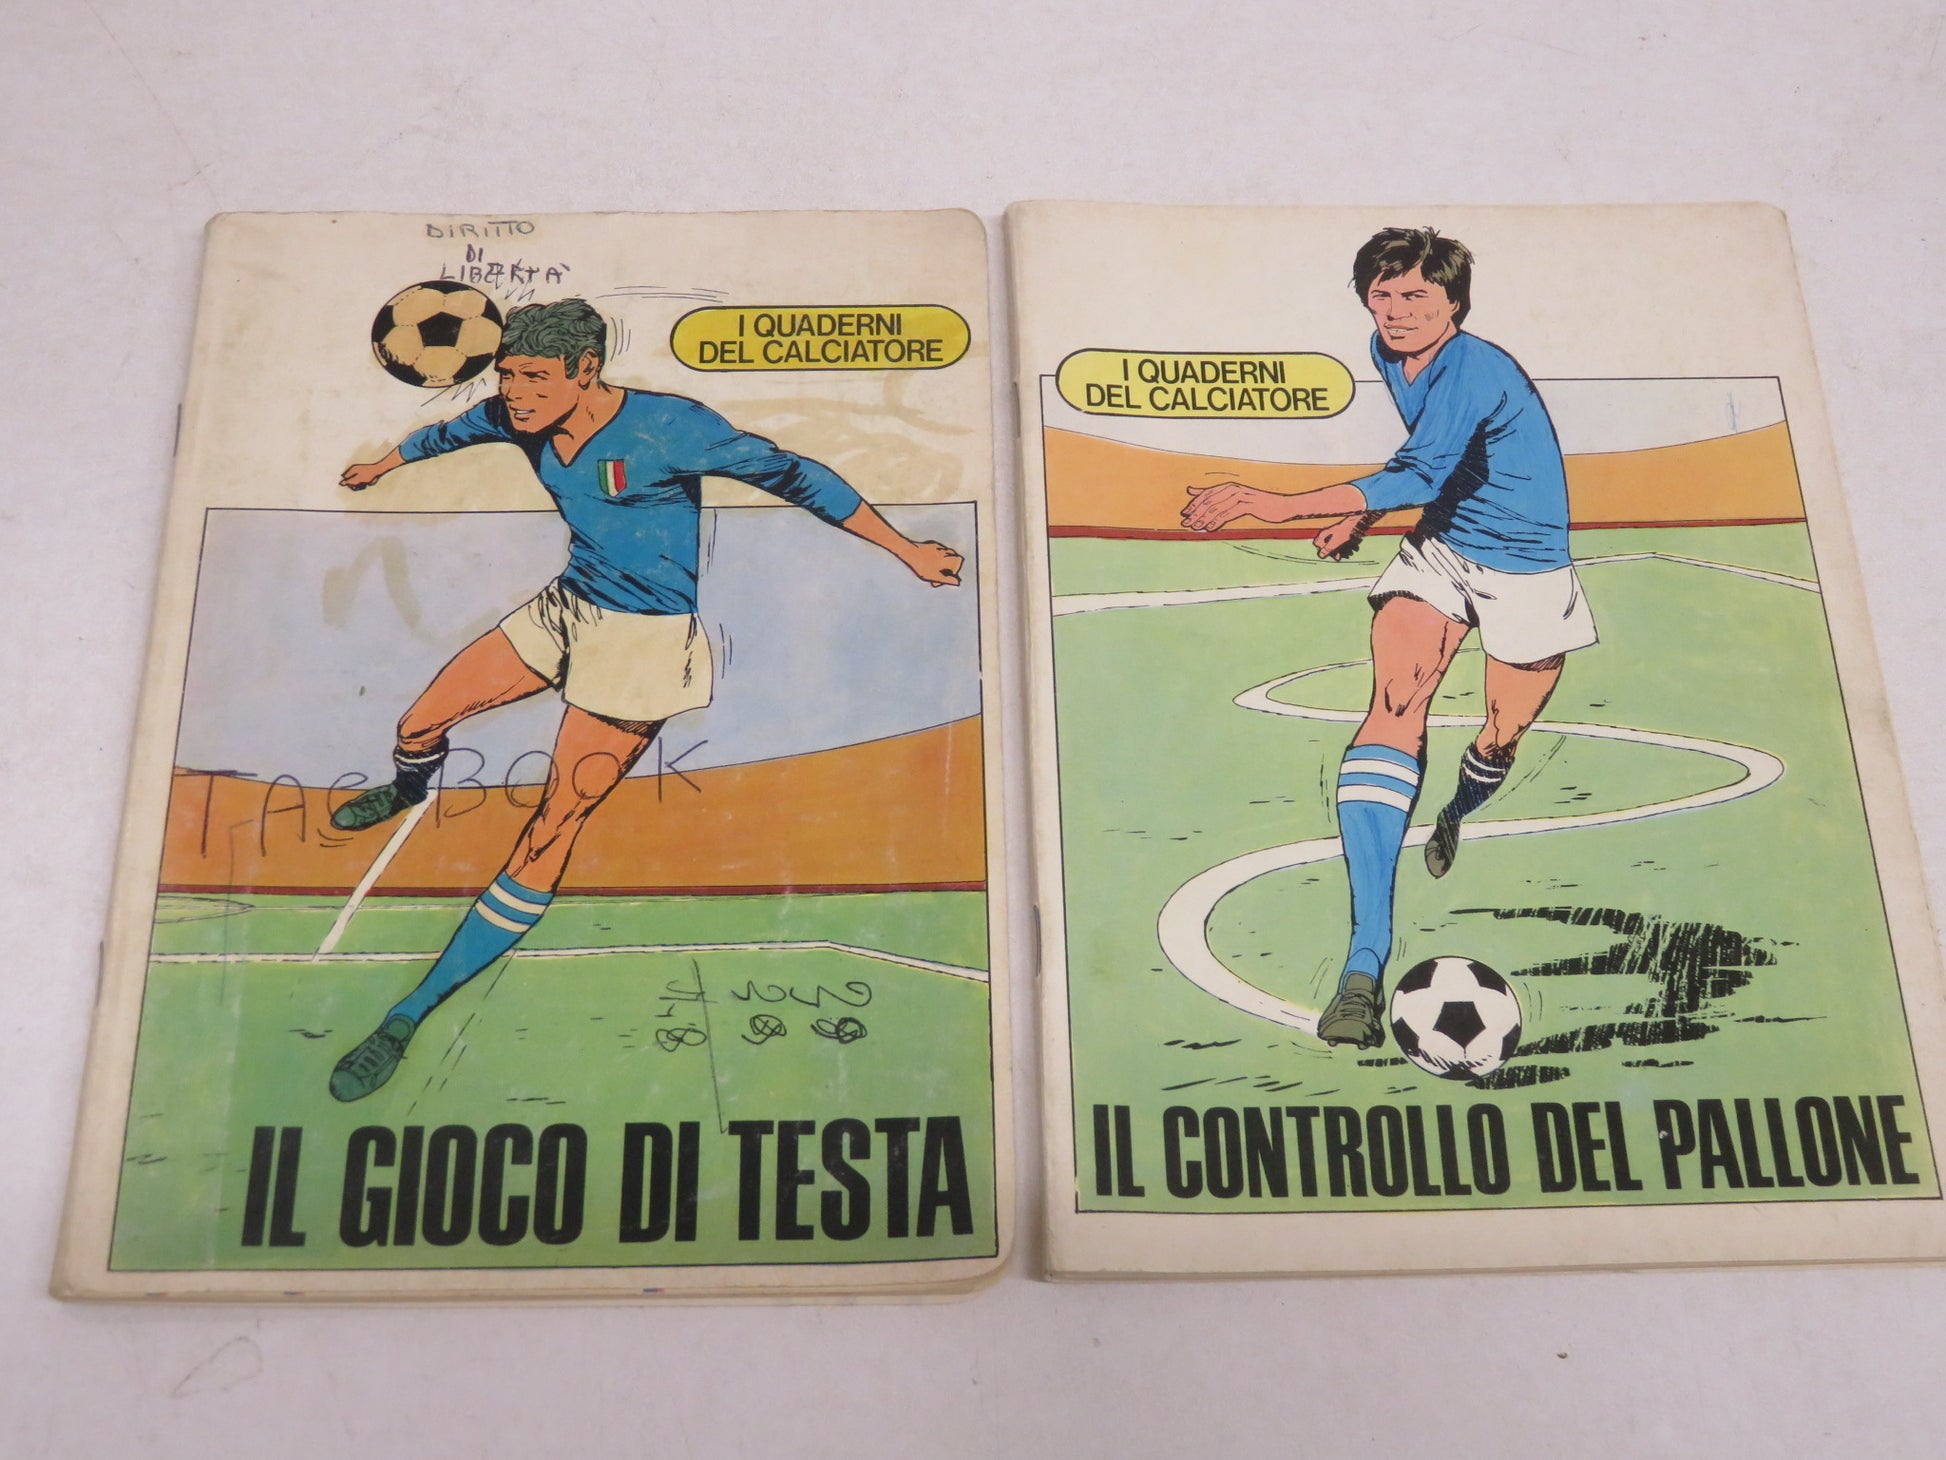 DIRITTO
DI
LIBERTA'
I QUADERNI
DEL CALCIATORE
TAC BOOK
IL GIOCO DI TESTA
I QUADERNI
DEL CALCIATORE
IL CONTROLLO DEL PALLONE